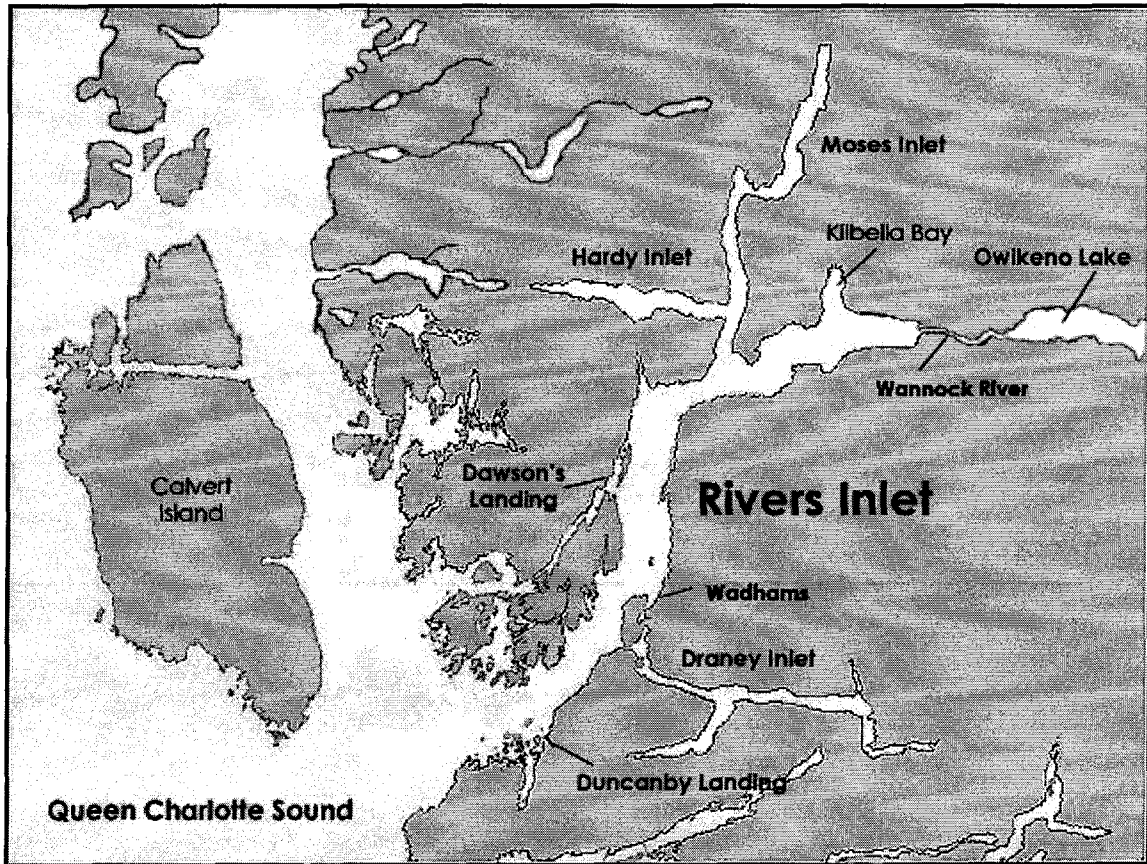 Moses Inlet
Kilbella Bay
Hardy Inlet
Owikeno Lake
Wannock River
Dawson's
Landing
Rivers Inlet
Calvert
Island
Wadhams
Draney Inlet
Duncanby Landing
Queen Charlotte Sound